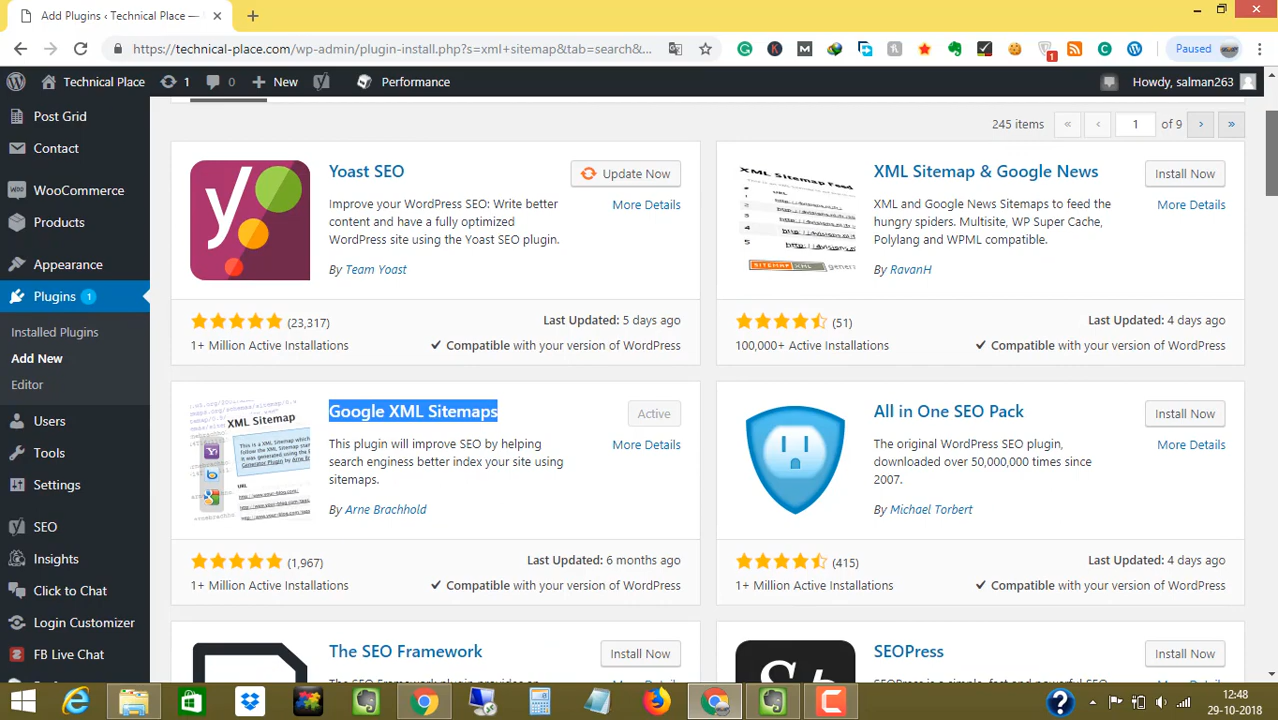 Add Plugins ‹ Technical Place —
https://technical-place.com/wp-admin/plugin-install.php?s=xml+sitemap&tab=search&...
Paused
Technical Place
1
0
New
Performance
Howdy, salman263
Post Grid
Contact
WooCommerce
Products
Appearance
Plugins 1
Installed Plugins
Add New
Editor
Users
Tools
Settings
SEO
Insights
Click to Chat
Login Customizer
FB Live Chat
245 items « ‹ 1 of 9 › »
Yoast SEO
Update Now
More Details
Improve your WordPress SEO: Write better
content and have a fully optimized
WordPress site using the Yoast SEO plugin.
By Team Yoast
(23,317)
Last Updated: 5 days ago
1+ Million Active Installations
Compatible with your version of WordPress
XML Sitemap Feed
XML Sitemap & Google News
Install Now
More Details
XML and Google News Sitemaps to feed the
hungry spiders. Multisite, WP Super Cache,
Polylang and WPML compatible.
By RavanH
(51)
Last Updated: 4 days ago
100,000+ Active Installations
Compatible with your version of WordPress
XML Sitemap
Google XML Sitemaps
Active
More Details
This plugin will improve SEO by helping
search enginess better index your site using
sitemaps.
By Arne Brachhold
(1,967)
Last Updated: 6 months ago
1+ Million Active Installations
Compatible with your version of WordPress
All in One SEO Pack
Install Now
More Details
The original WordPress SEO plugin,
downloaded over 50,000,000 times since
2007.
By Michael Torbert
(415)
Last Updated: 4 days ago
1+ Million Active Installations
Compatible with your version of WordPress
The SEO Framework
Install Now
SEOPress
Install Now
12:48
29-10-2018